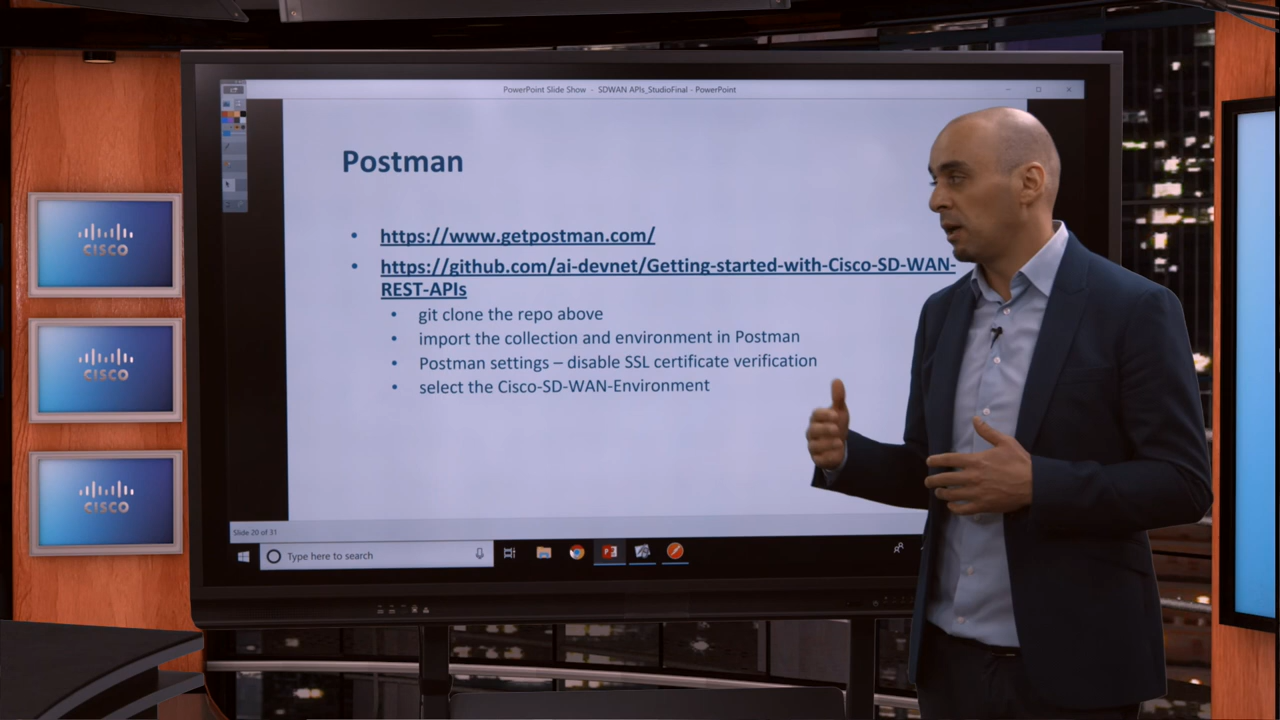 PowerPoint Slide Show - SDWAN APIs_StudioFinal - PowerPoint
Postman
• https://www.getpostman.com/
• https://github.com/ai-devnet/Getting-started-with-Cisco-SD-WAN-
REST-APIs
• git clone the repo above
• import the collection and environment in Postman
• Postman settings – disable SSL certificate verification
• select the Cisco-SD-WAN-Environment
Slide 20 of 31
Type here to search
CISCO
CISCO
CISCO